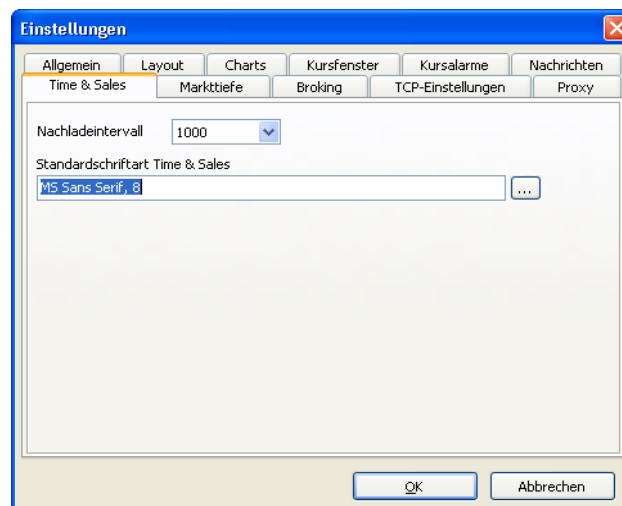 Einstellungen
Allgemein Layout Charts Kursfenster Kursalarme Nachrichten
Time & Sales Markttiefe Broking TCP-Einstellungen Proxy
Nachladeintervall 1000
Standardschriftart Time & Sales
MS Sans Serif, 8 ...
OK Abbrechen